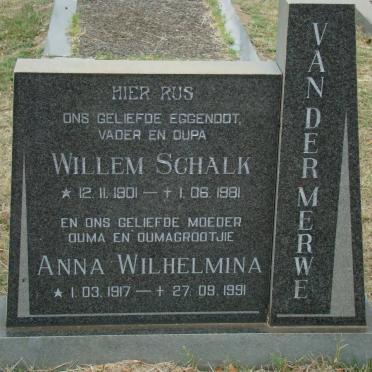 HIER RUS
ONS GELIEFDE EGGENOOT,
VADER EN OUPA
WILLEM SCHALK
★ 12. 11. 1901 — † 1. 06. 1981
EN ONS GELIEFDE MOEDER
OUMA EN OUMAGROOTJIE
ANNA WILHELMINA
★ 1. 03. 1917 — † 27. 09. 1991
VAN DER MERWE